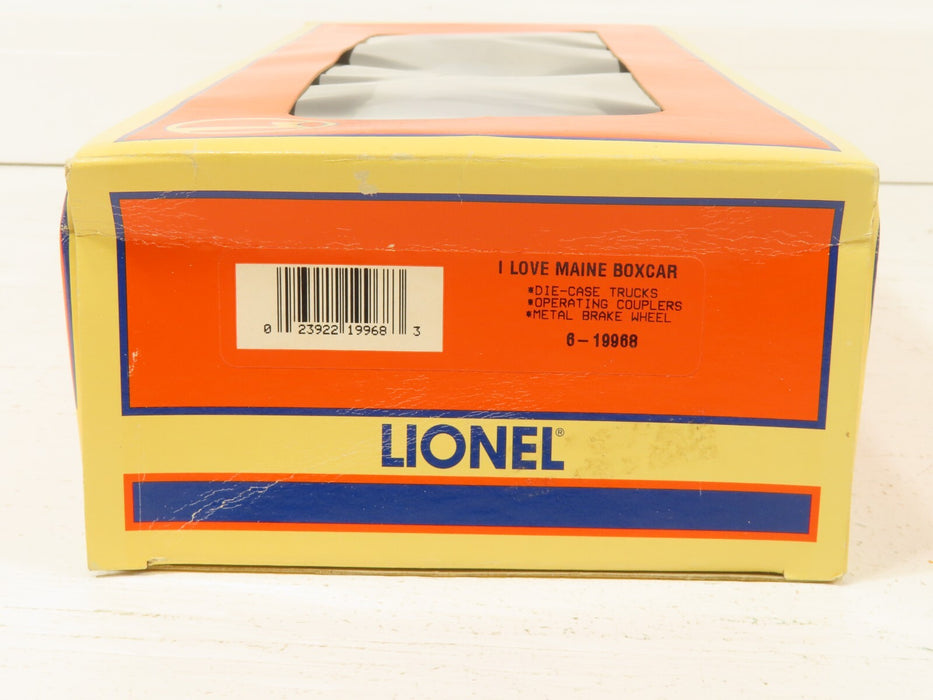 I LOVE MAINE BOXCAR
*DIE-CASE TRUCKS
*OPERATING COUPLERS
*METAL BRAKE WHEEL
6-19968
0 23922 19968 3
LIONEL®